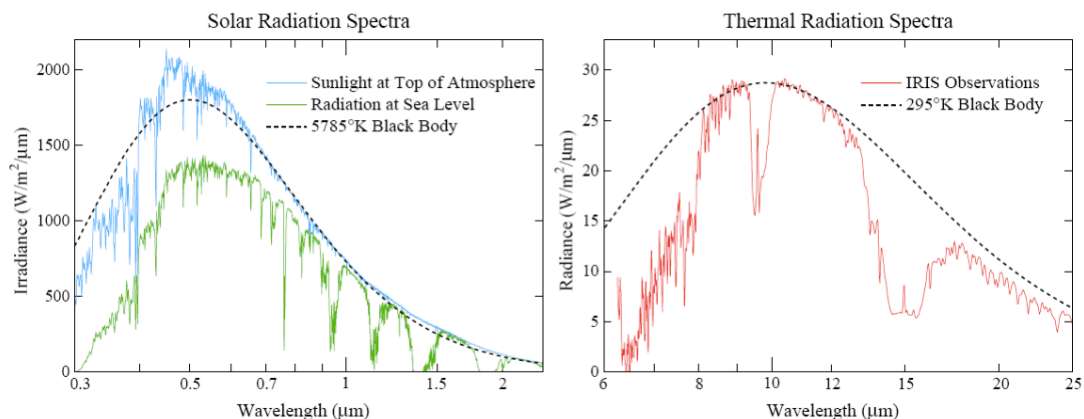 Solar Radiation Spectra
2000
1500
1000
500
0
Irradiance (W/m²/μm)
Sunlight at Top of Atmosphere
Radiation at Sea Level
5785°K Black Body
0.3
0.5
0.7
1
1.5
2
Wavelength (μm)
Thermal Radiation Spectra
30
25
20
15
10
5
0
Radiance (W/m²/μm)
IRIS Observations
295°K Black Body
6
8
10
12
15
20
25
Wavelength (μm)